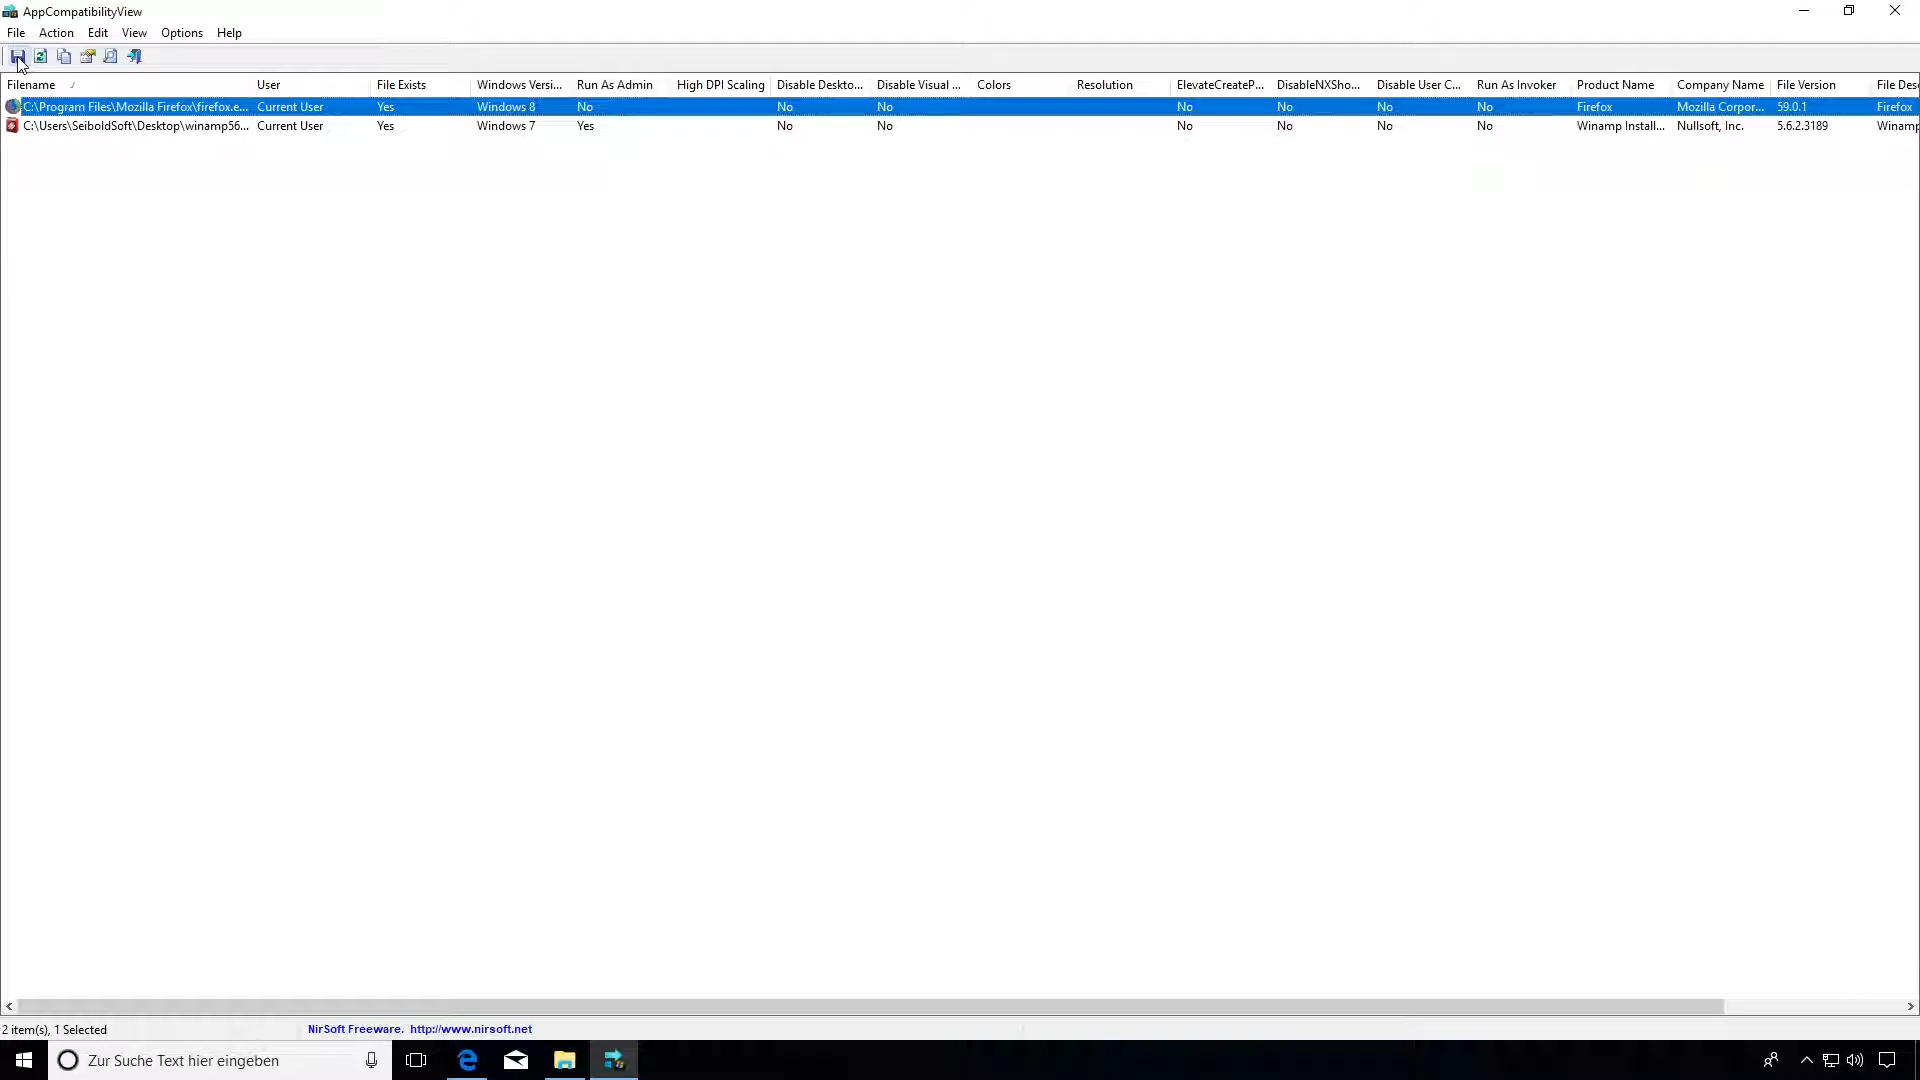 AppCompatibilityView
File Action Edit View Options Help
Filename / User File Exists Windows Versi... Run As Admin High DPI Scaling Disable Deskto... Disable Visual ... Colors Resolution ElevateCreateP... DisableNXSho... Disable User C... Run As Invoker Product Name Company Name File Version File Des
C:\Program Files\Mozilla Firefox\firefox.e... Current User Yes Windows 8 No No No No No No No Firefox Mozilla Corpor... 59.0.1 Firefox
C:\Users\SeiboldSoft\Desktop\winamp56... Current User Yes Windows 7 Yes No No No No No No Winamp Install... Nullsoft, Inc. 5.6.2.3189 Winamp
2 item(s), 1 Selected NirSoft Freeware. http://www.nirsoft.net
Zur Suche Text hier eingeben